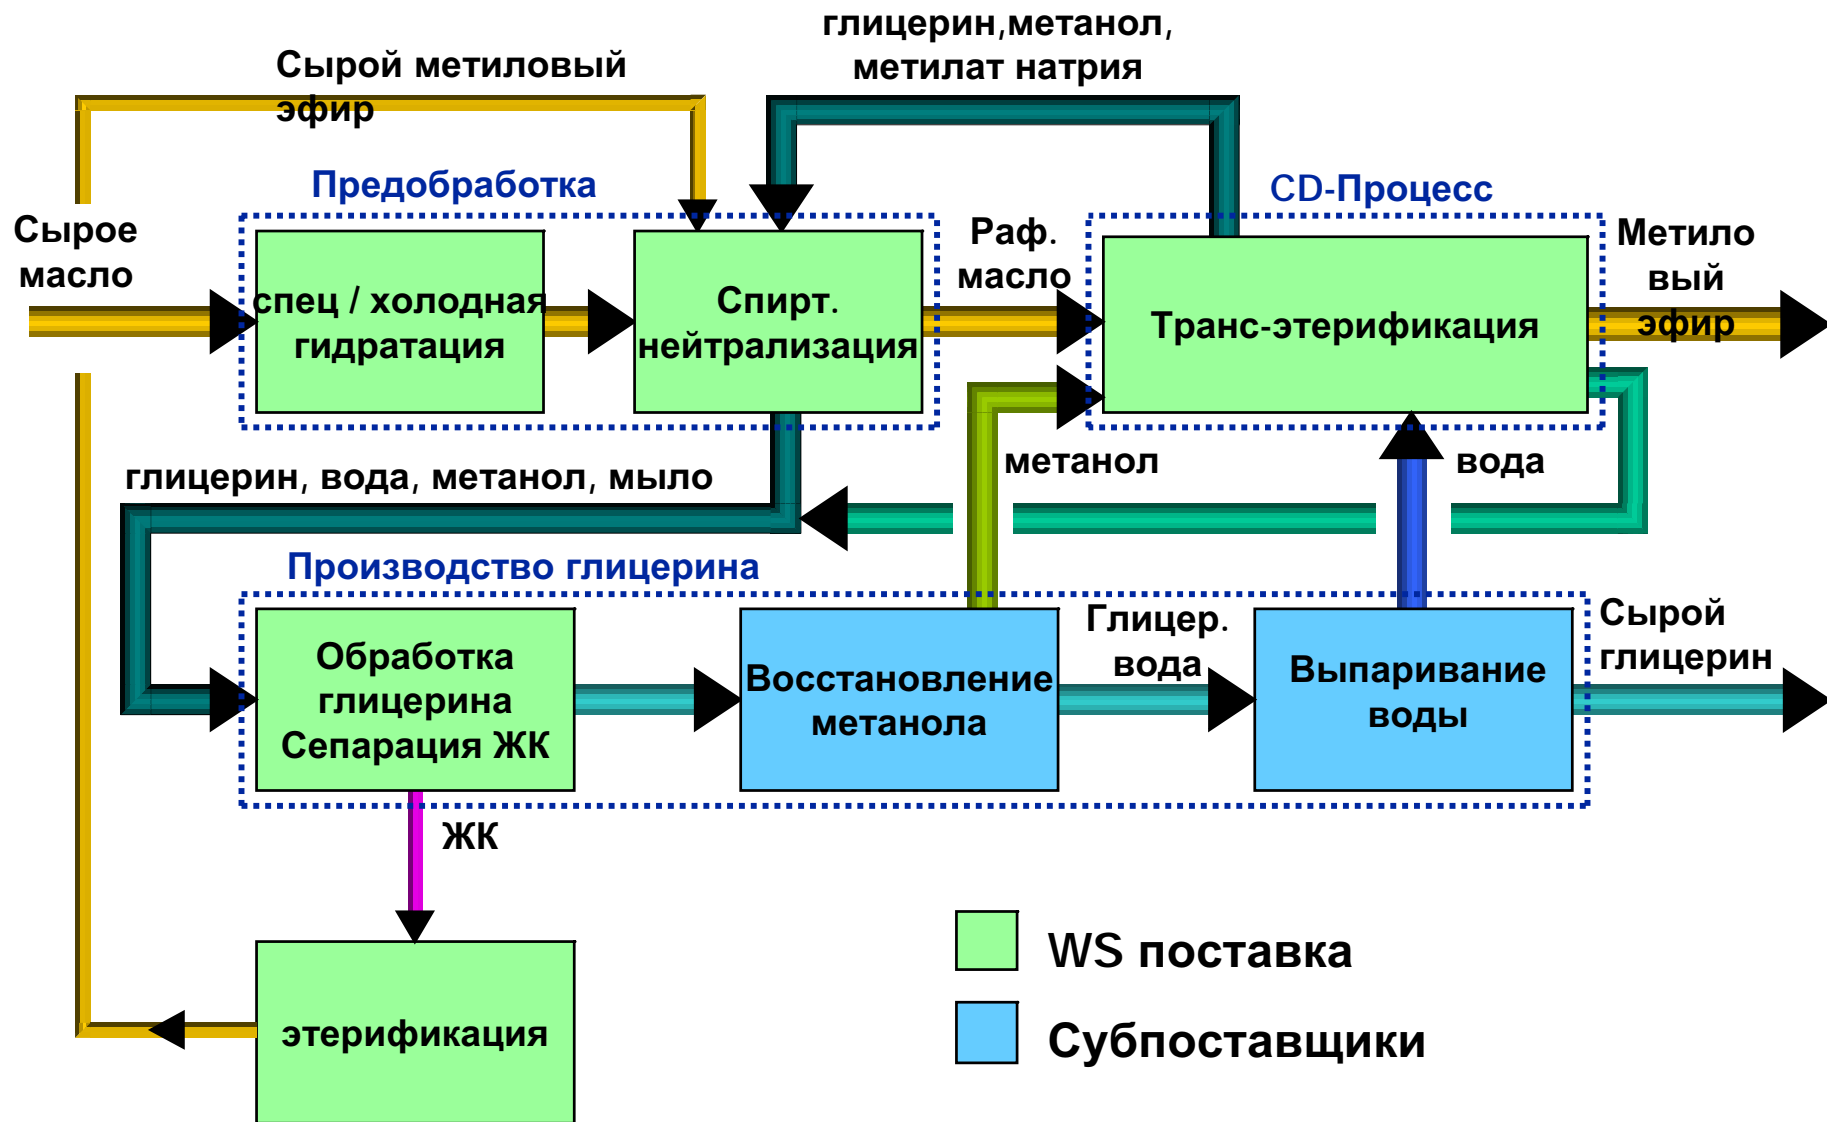 глицерин,метанол,
метилат натрия
Сырой метиловый
эфир
Предобработка
CD-Процесс
Сырое
масло
спец / холодная
гидратация
Спирт.
нейтрализация
Раф.
масло
Транс-этерификация
Метило
вый
эфир
глицерин, вода, метанол, мыло
метанол
вода
Производство глицерина
Обработка
глицерина
Сепарация ЖК
Восстановление
метанола
Глицер.
вода
Выпаривание
воды
Сырой
глицерин
ЖК
этерификация
WS поставка
Субпоставщики